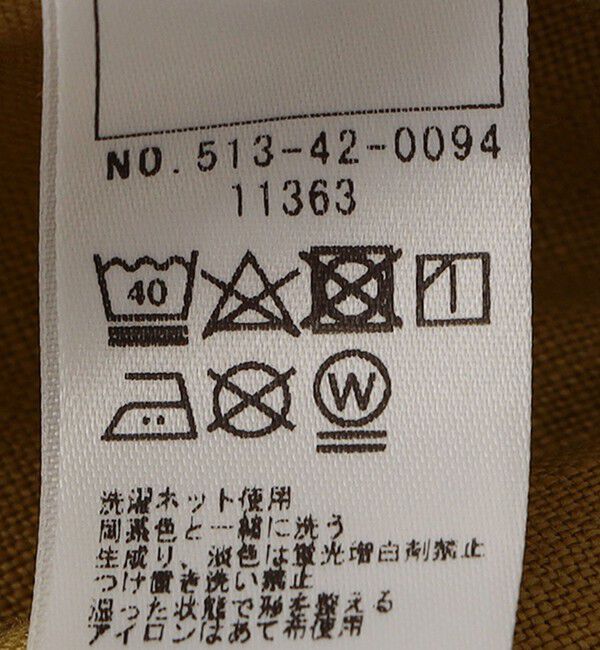 NO. 513-42-0094
11363
40
W
洗濯ネット使用
同系色と一緒に洗う
生成り、淡色は蛍光増白剤禁止
つけ置き洗い禁止
湿った状態で形を整える
アイロンはあて布使用